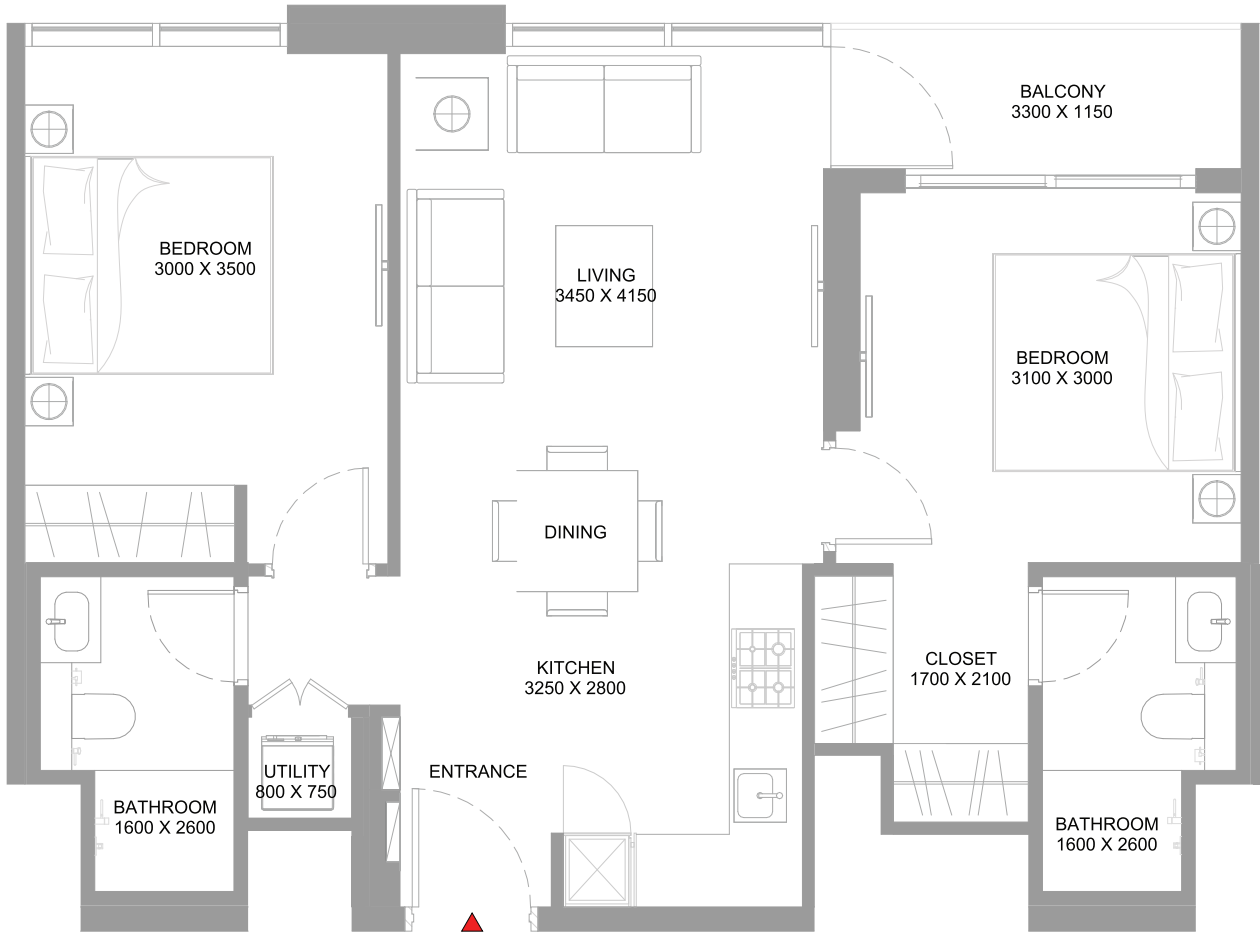 BALCONY
3300 X 1150
BEDROOM
3000 X 3500
LIVING
3450 X 4150
BEDROOM
3100 X 3000
DINING
KITCHEN
3250 X 2800
CLOSET
1700 X 2100
ENTRANCE
UTILITY
800 X 750
BATHROOM
1600 X 2600
BATHROOM
1600 X 2600